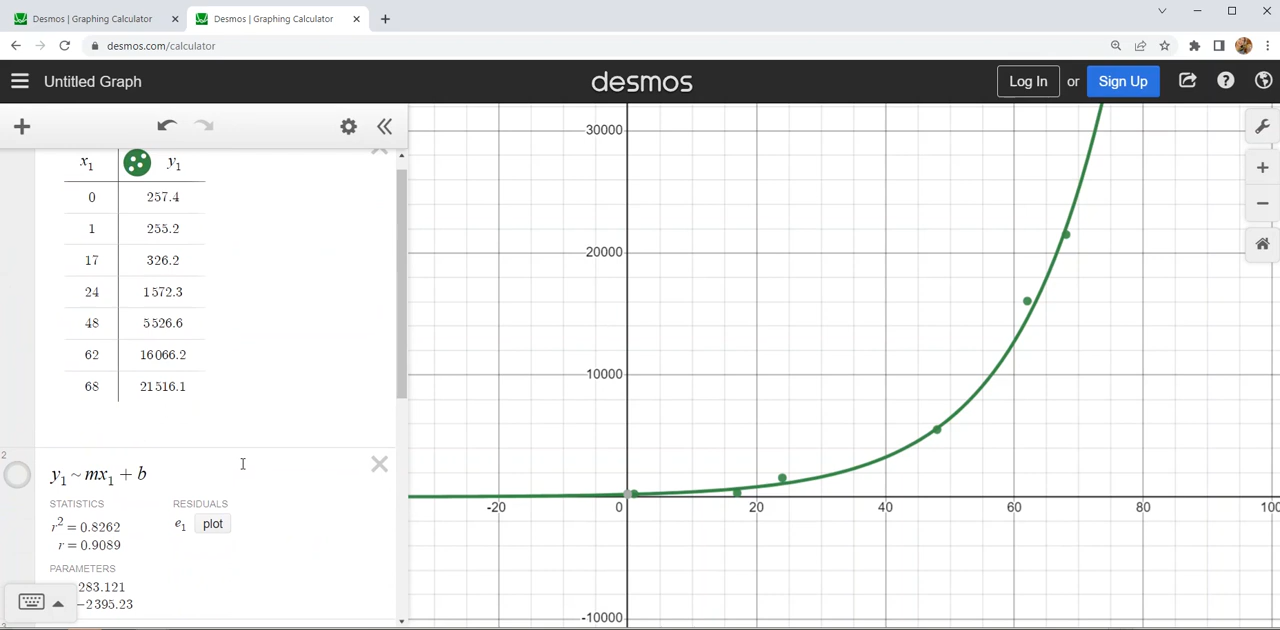 Desmos | Graphing Calculator
Desmos | Graphing Calculator
desmos.com/calculator
Untitled Graph
desmos
Log In or Sign Up
x₁ y₁
0 257.4
1 255.2
17 326.2
24 1572.3
48 5526.6
62 16066.2
68 21516.1
2
y₁ ~ mx₁ + b
STATISTICS RESIDUALS
r² = 0.8262 e₁ plot
r = 0.9089
PARAMETERS
283.121
−2395.23
30000
20000
10000
-20 0 20 40 60 80 100
-10000